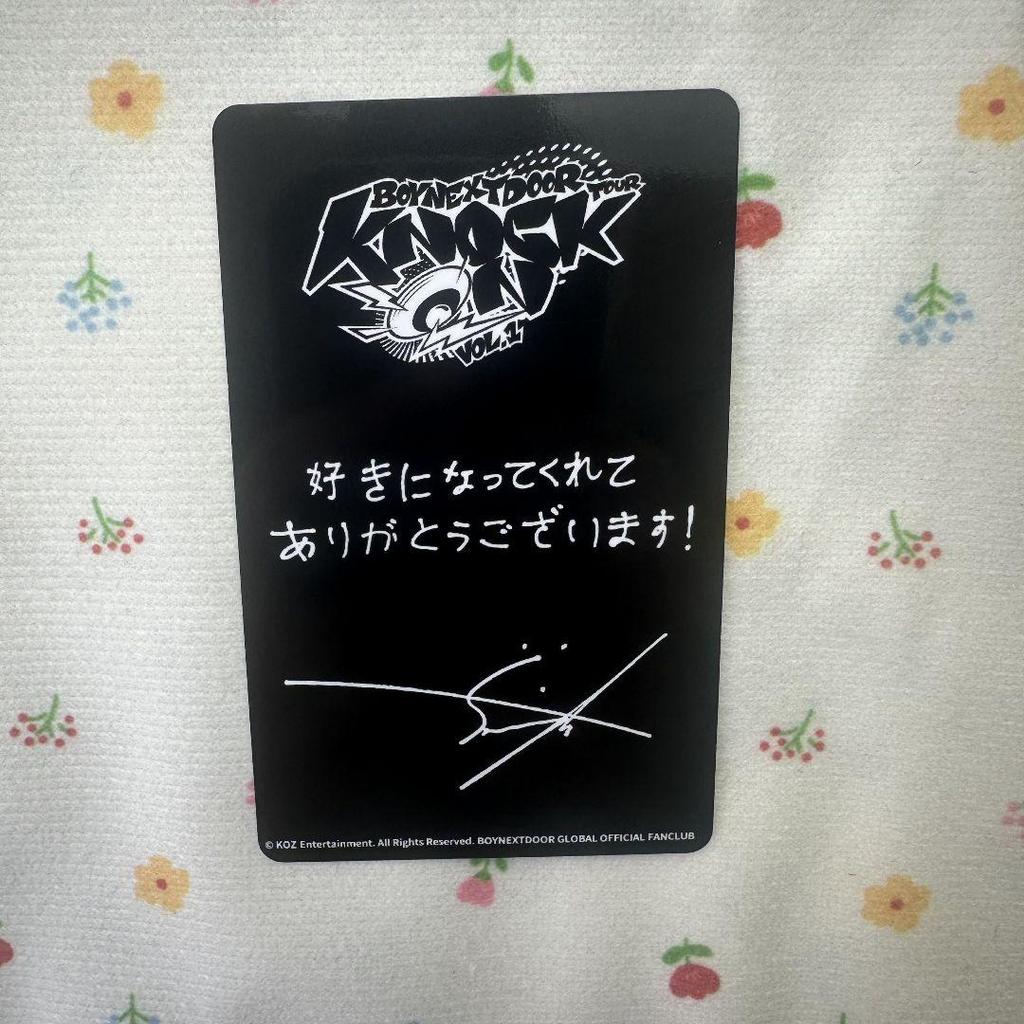 BOYNEXTDOOR TOUR
KNOCK
ON
VOL.1
好きになってくれて
ありがとうございます!
© KOZ Entertainment. All Rights Reserved. BOYNEXTDOOR GLOBAL OFFICIAL FANCLUB